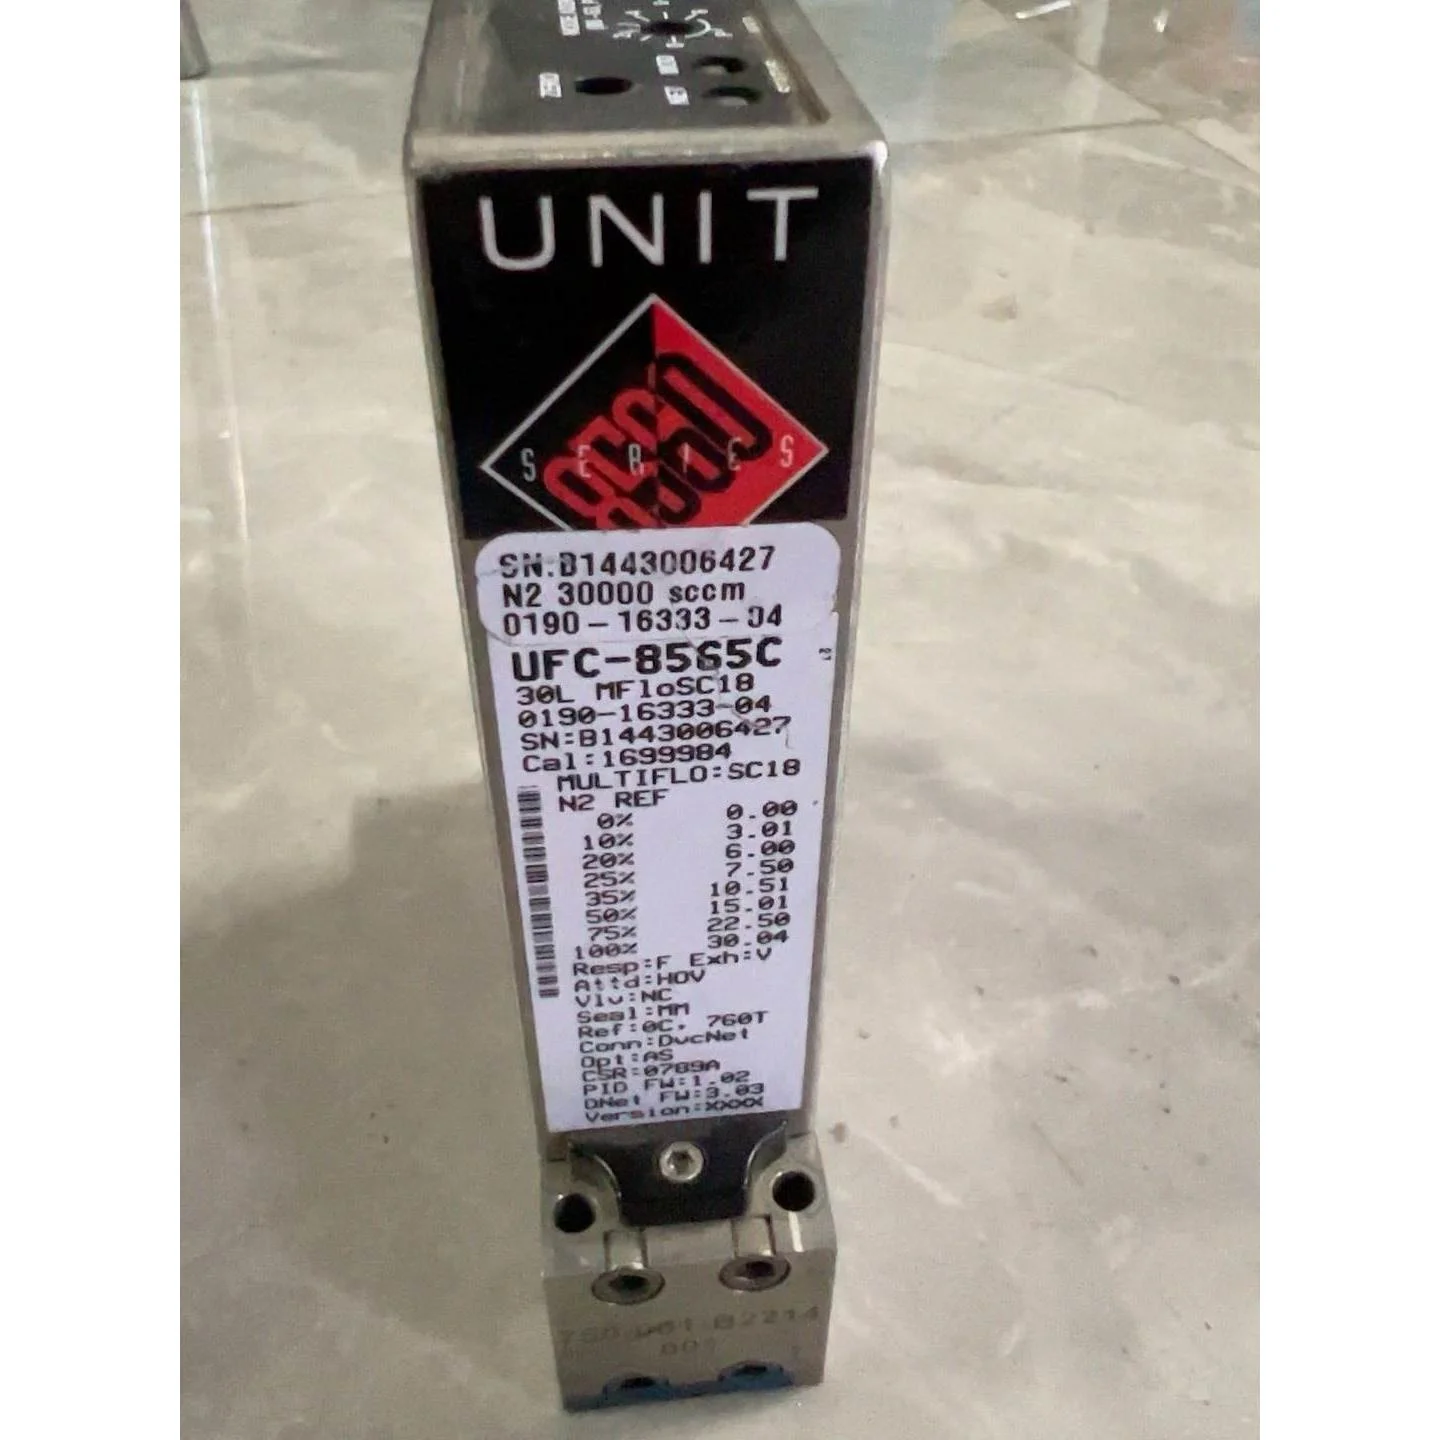 ZERO
UNIT
SERIES
SN:B1443006427
N2 30000 sccm
0190-16333-04
UFC-8565C
30L MFloSC18
0190-16333-04
SN:B1443006427
Cal:1699984
MULTIFLO:SC18
N2 REF
0% 0.00
10% 3.01
20% 6.00
25% 7.50
35% 10.51
50% 15.01
75% 22.50
100% 30.04
Resp:F Exh:V
Attd:HOV
Vlv:NC
Seal:MM
Ref:0C, 760T
Conn:DvcNet
Opt:AS
CSR:0789A
PID FW:1.02
DNet FW:3.03
Version:XXXX